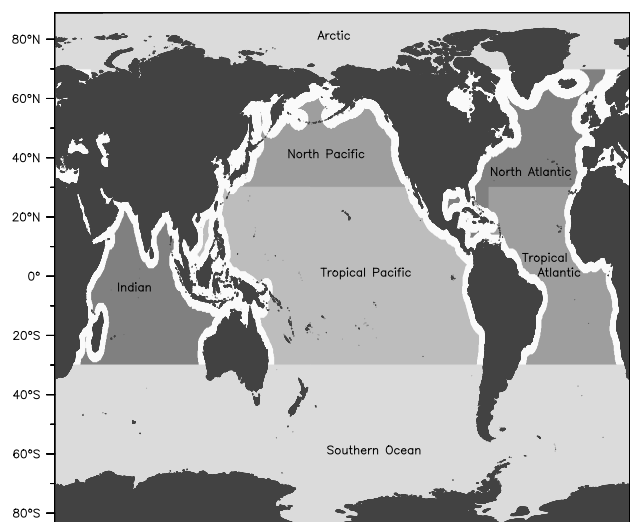 80°N
Arctic
60°N
40°N
North Pacific
North Atlantic
20°N
0°
Indian
Tropical Pacific
Tropical
Atlantic
20°S
40°S
60°S
Southern Ocean
80°S